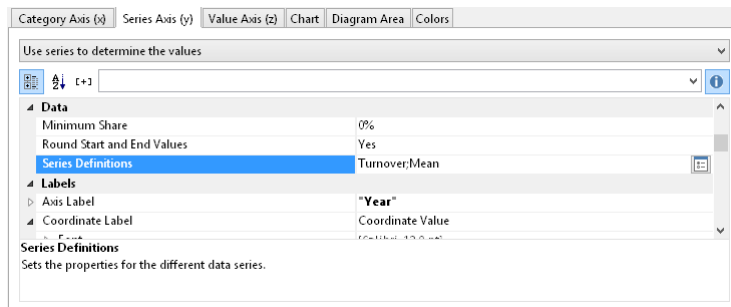 Category Axis (x) Series Axis (y) Value Axis (z) Chart Diagram Area Colors
Use series to determine the values
[+]
Data
Minimum Share 0%
Round Start and End Values Yes
Series Definitions Turnover;Mean
Labels
Axis Label "Year"
Coordinate Label Coordinate Value
Series Definitions
Sets the properties for the different data series.